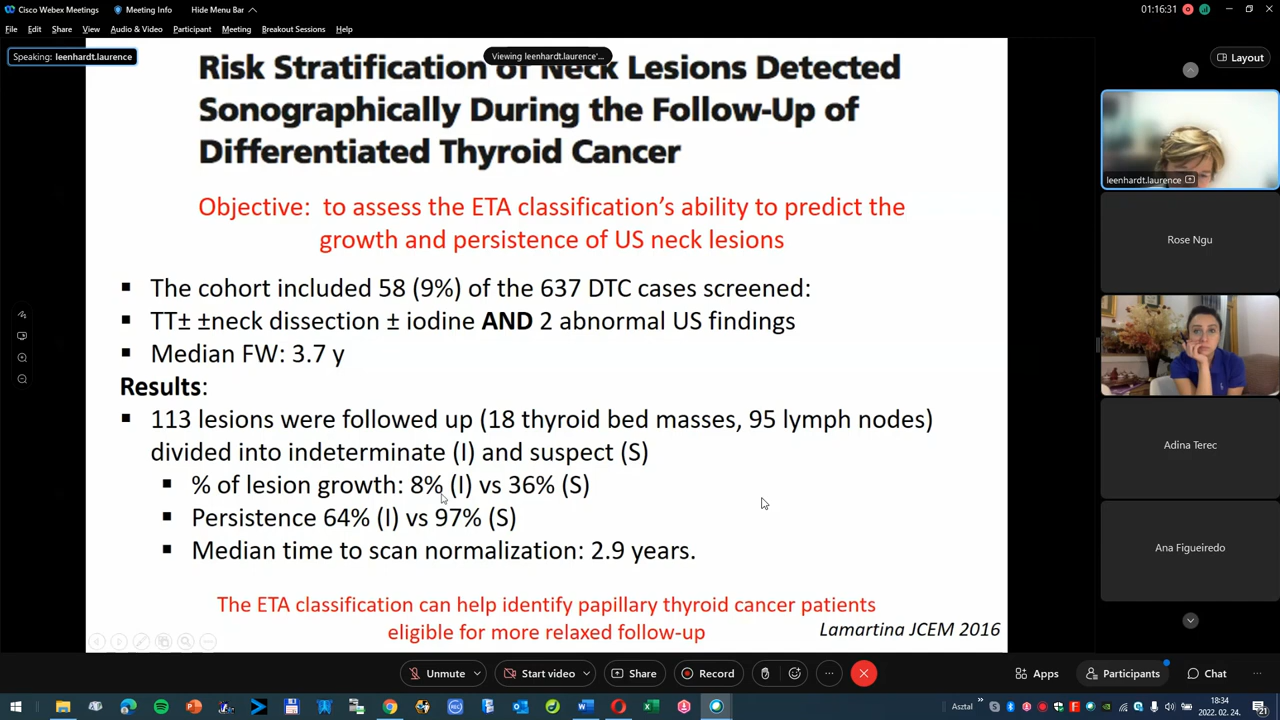 Cisco Webex Meetings
Meeting Info
Hide Menu Bar
01:16:31
File Edit Share View Audio & Video Participant Meeting Breakout Sessions Help
Speaking: leenhardt.laurence
Viewing leenhardt.laurence'...
Layout
Risk Stratification of Neck Lesions Detected
Sonographically During the Follow-Up of
Differentiated Thyroid Cancer
Objective: to assess the ETA classification's ability to predict the
growth and persistence of US neck lesions
▪ The cohort included 58 (9%) of the 637 DTC cases screened:
▪ TT± ±neck dissection ± iodine AND 2 abnormal US findings
▪ Median FW: 3.7 y
Results:
▪ 113 lesions were followed up (18 thyroid bed masses, 95 lymph nodes)
divided into indeterminate (I) and suspect (S)
▪ % of lesion growth: 8% (I) vs 36% (S)
▪ Persistence 64% (I) vs 97% (S)
▪ Median time to scan normalization: 2.9 years.
The ETA classification can help identify papillary thyroid cancer patients
eligible for more relaxed follow-up
Lamartina JCEM 2016
leenhardt.laurence
Rose Ngu
Adina Terec
Ana Figueiredo
Unmute
Start video
Share
Record
Apps
Participants
Chat
Asztal
18:34
2022. 02. 24.